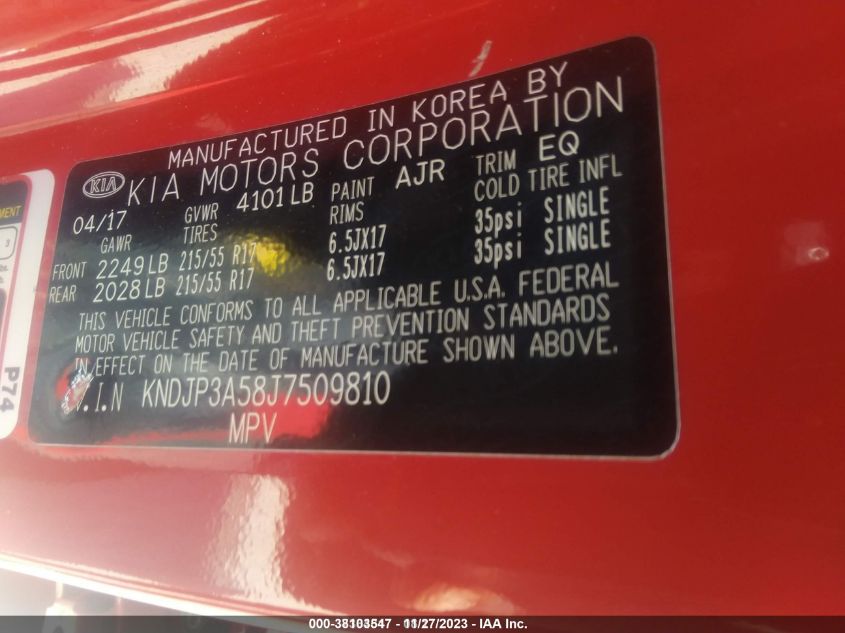 MANUFACTURED IN KOREA BY
KIA KIA MOTORS CORPORATION
04/17 GVWR 4101 LB PAINT AJR TRIM EQ
GAWR TIRES RIMS COLD TIRE INFL
FRONT 2249 LB 215/55 R17 6.5JX17 35psi SINGLE
REAR 2028 LB 215/55 R17 6.5JX17 35psi SINGLE
THIS VEHICLE CONFORMS TO ALL APPLICABLE U.S.A. FEDERAL
MOTOR VEHICLE SAFETY AND THEFT PREVENTION STANDARDS
IN EFFECT ON THE DATE OF MANUFACTURE SHOWN ABOVE.
V.I.N KNDJP3A58J7509810
MPV
P74
000-38103547 - 11/27/2023 - IAA Inc.